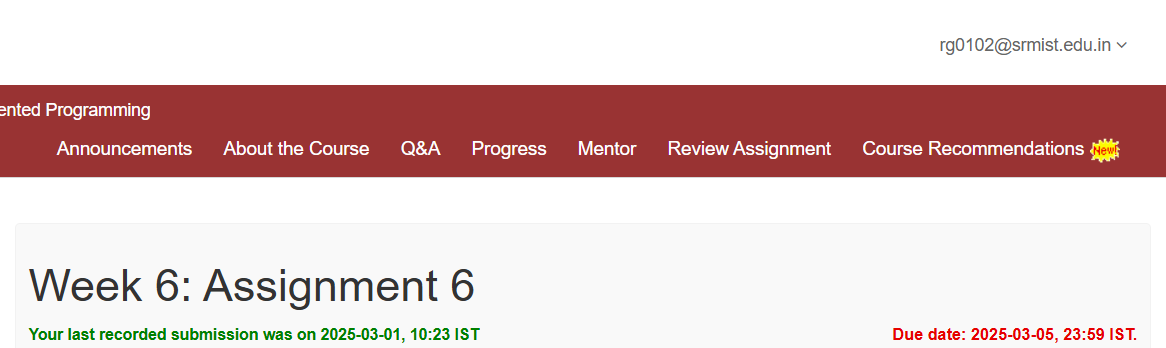 rg0102@srmist.edu.in
ented Programming
Announcements About the Course Q&A Progress Mentor Review Assignment Course Recommendations New!
Week 6: Assignment 6
Your last recorded submission was on 2025-03-01, 10:23 IST Due date: 2025-03-05, 23:59 IST.